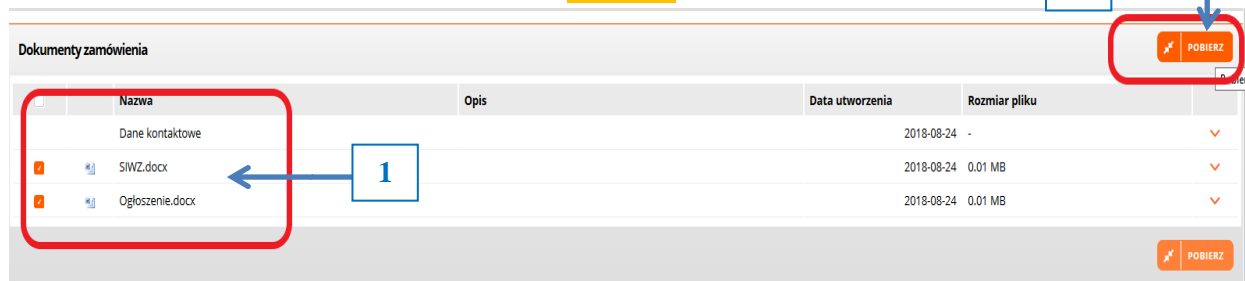 Dokumenty zamówienia
POBIERZ
Nazwa Opis Data utworzenia Rozmiar pliku
Dane kontaktowe 2018-08-24 -
SIWZ.docx 2018-08-24 0.01 MB
1
Ogłoszenie.docx 2018-08-24 0.01 MB
POBIERZ